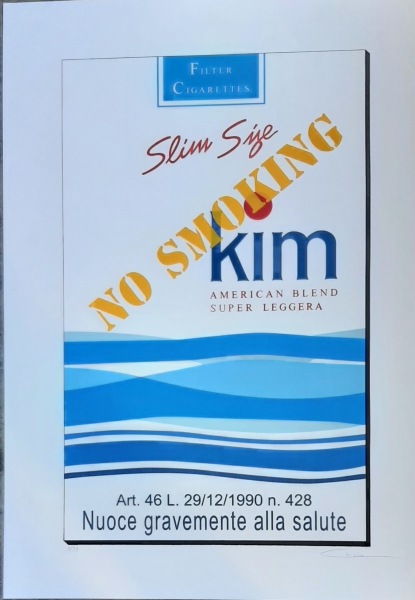 FILTER
CIGARETTES
Slim Size
NO SMOKING
kim
AMERICAN BLEND
SUPER LEGGERA
Art. 46 L. 29/12/1990 n. 428
Nuoce gravemente alla salute